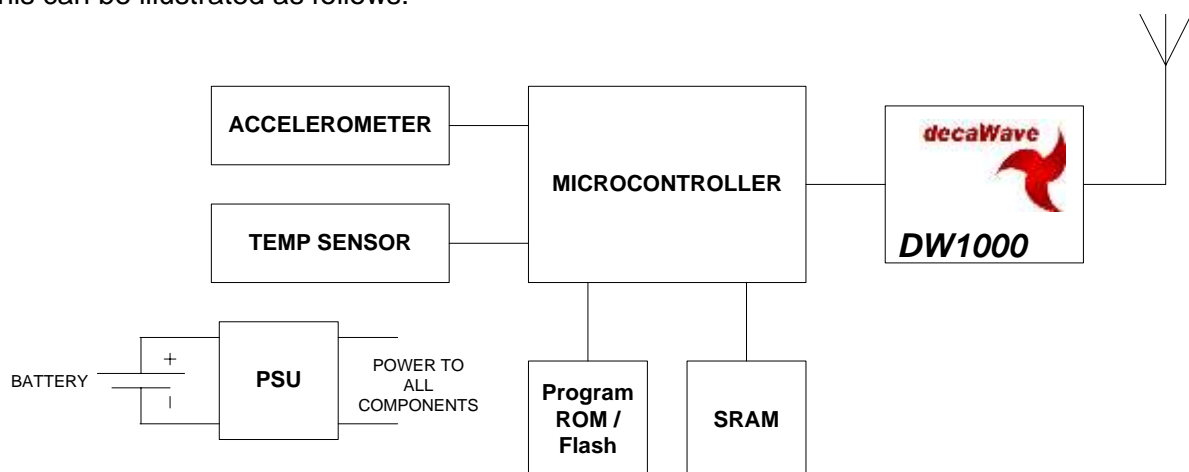 This can be illustrated as follows:
ACCELEROMETER
MICROCONTROLLER
decaWave
DW1000
TEMP SENSOR
BATTERY
+
PSU
POWER TO
ALL
COMPONENTS
Program
ROM /
Flash
SRAM